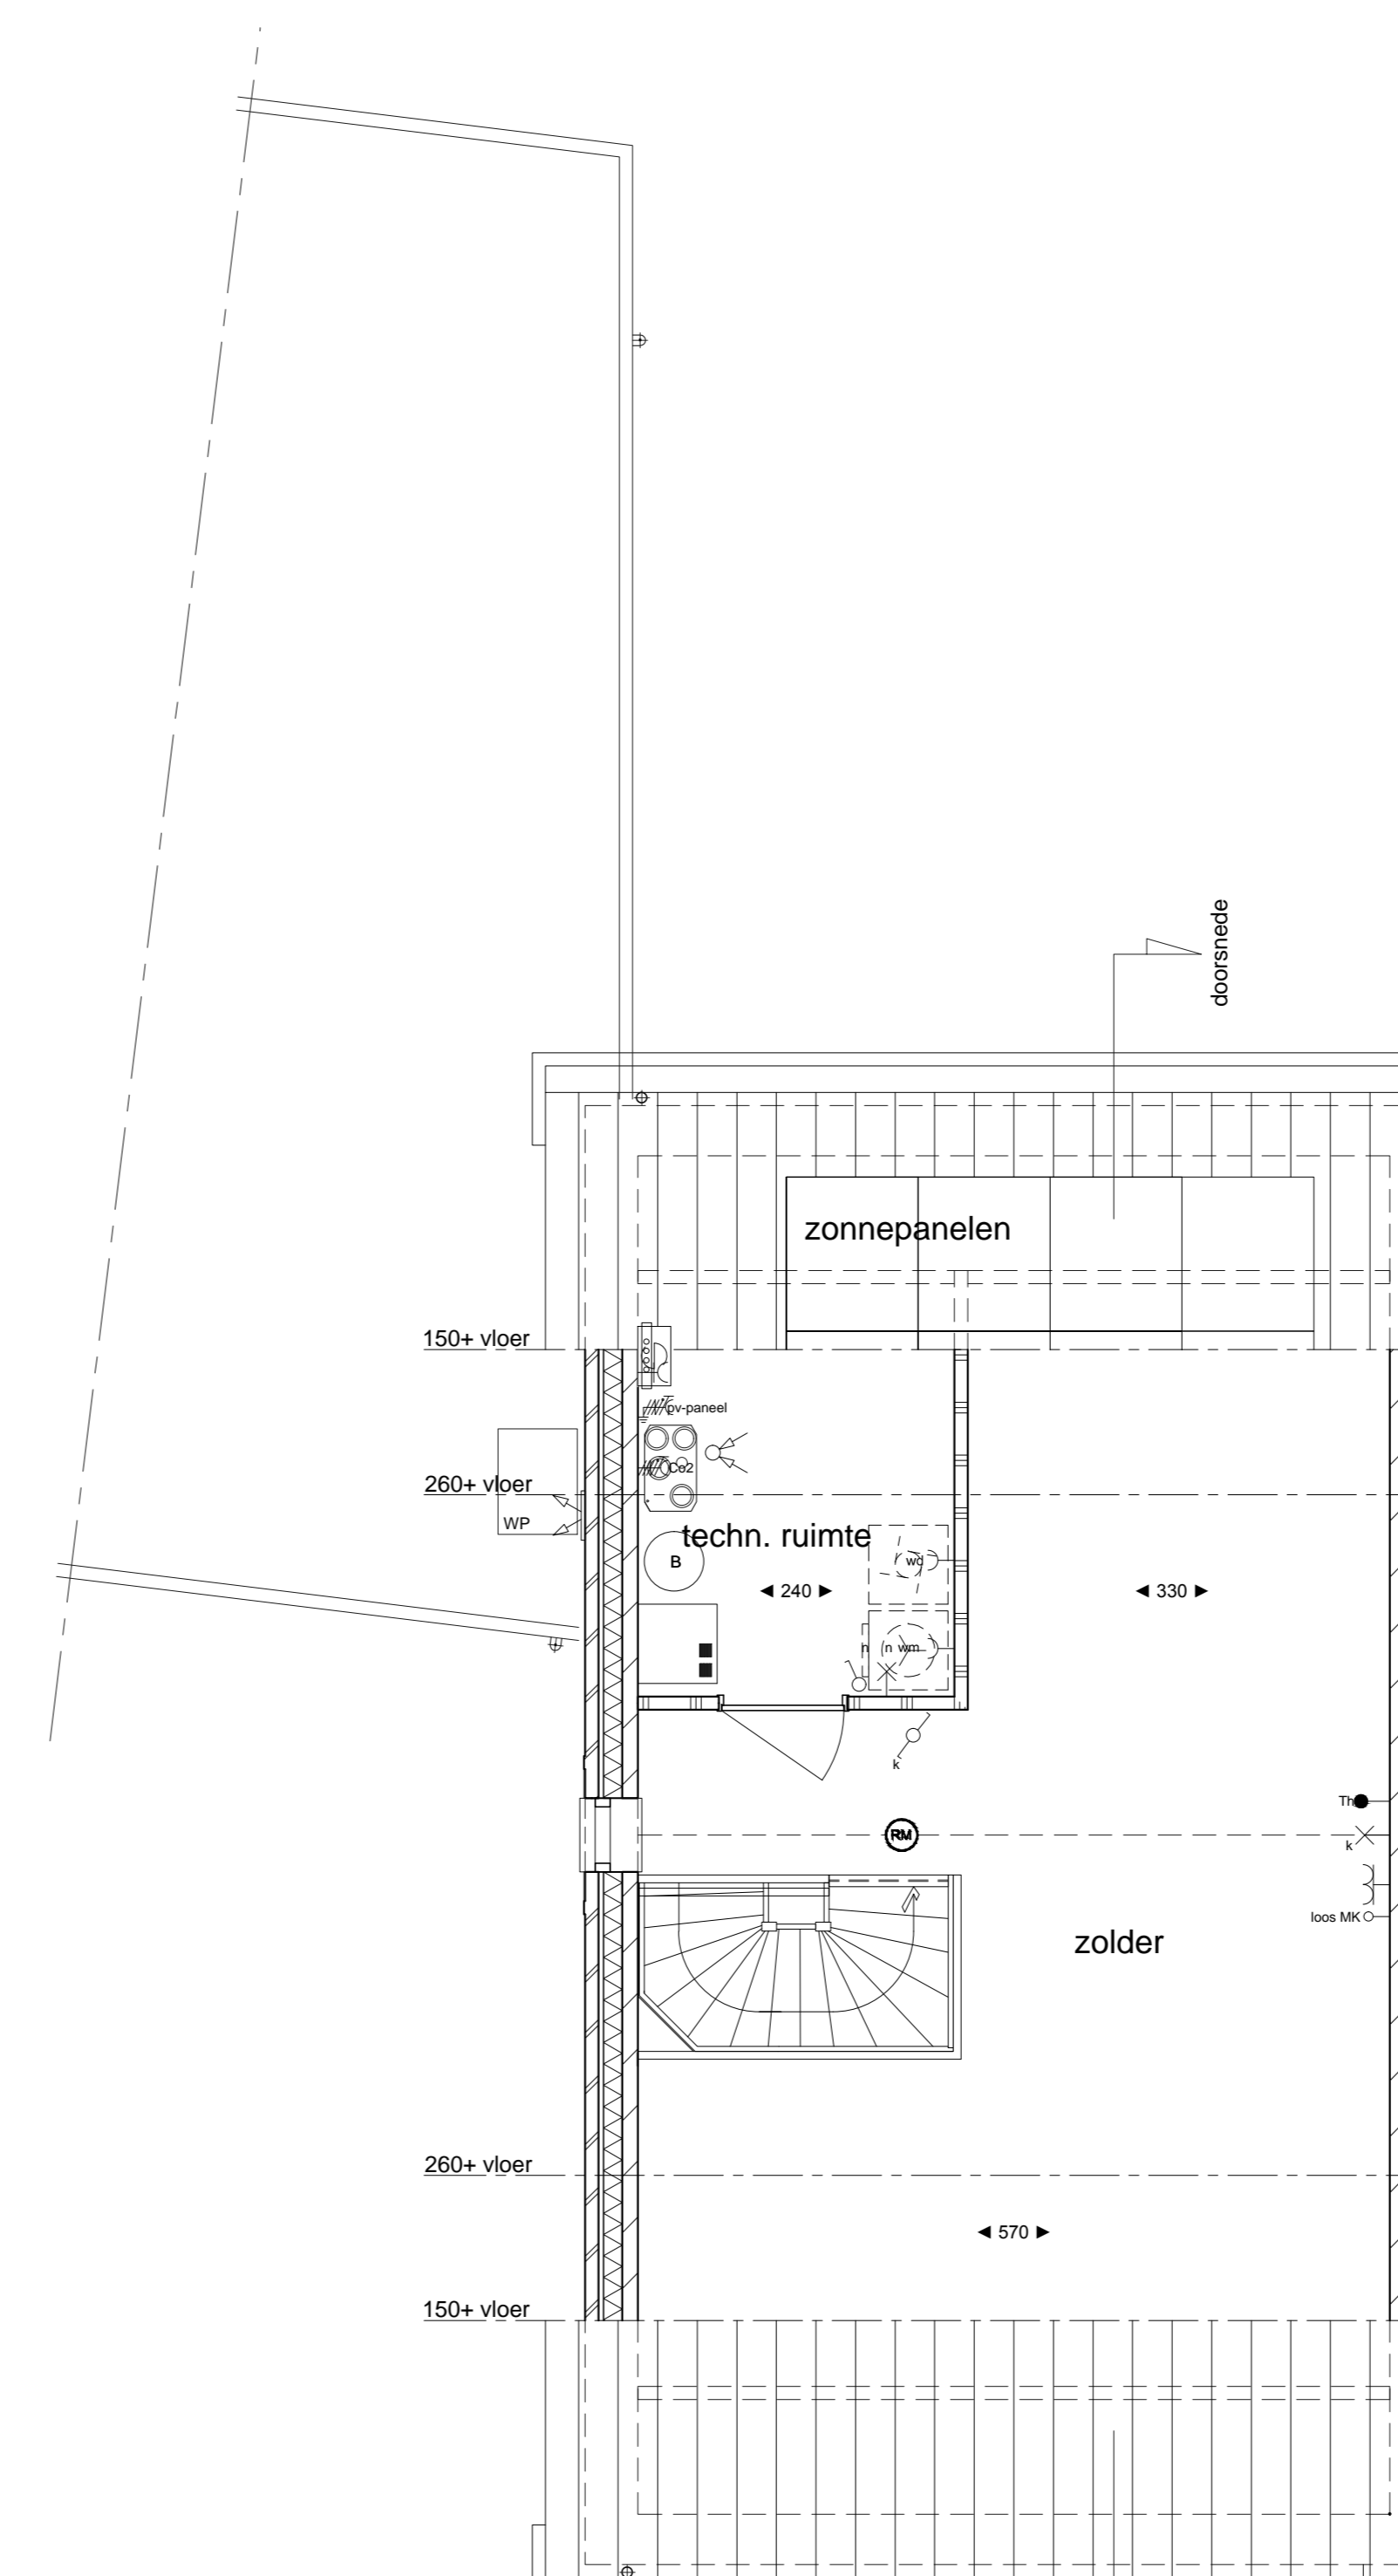 doorsnede
zonnepanelen
150+ vloer
pv-paneel
Co2
260+ vloer
WP
techn. ruimte
wd
B
◄ 240 ►
◄ 330 ►
h
n
wm
k
Th
RM
k
loos MK
zolder
260+ vloer
◄ 570 ►
150+ vloer